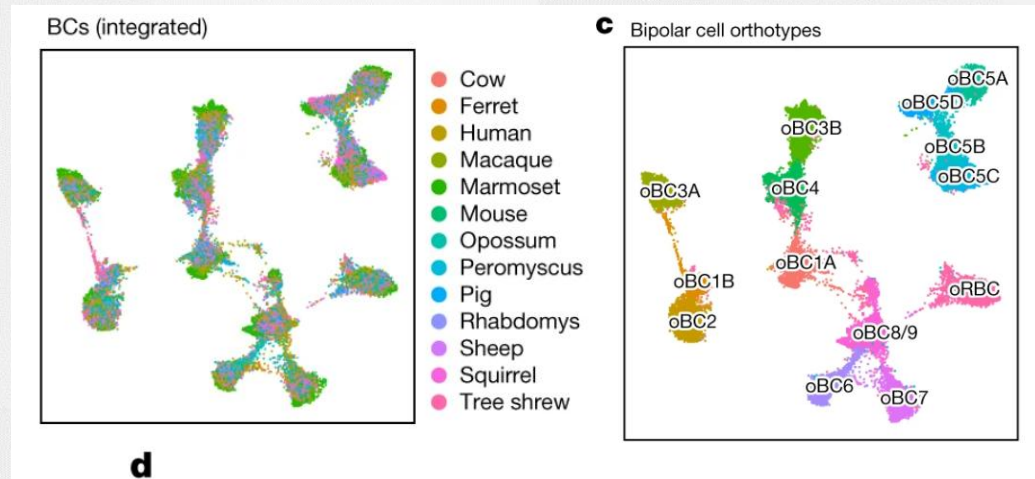 BCs (integrated)
Cow
Ferret
Human
Macaque
Marmoset
Mouse
Opossum
Peromyscus
Pig
Rhabdomys
Sheep
Squirrel
Tree shrew
c Bipolar cell orthotypes
oBC5A
oBC5D
oBC3B
oBC5B
oBC5C
oBC4
oBC3A
oBC1A
oBC1B
oRBC
oBC2
oBC8/9
oBC6
oBC7
d